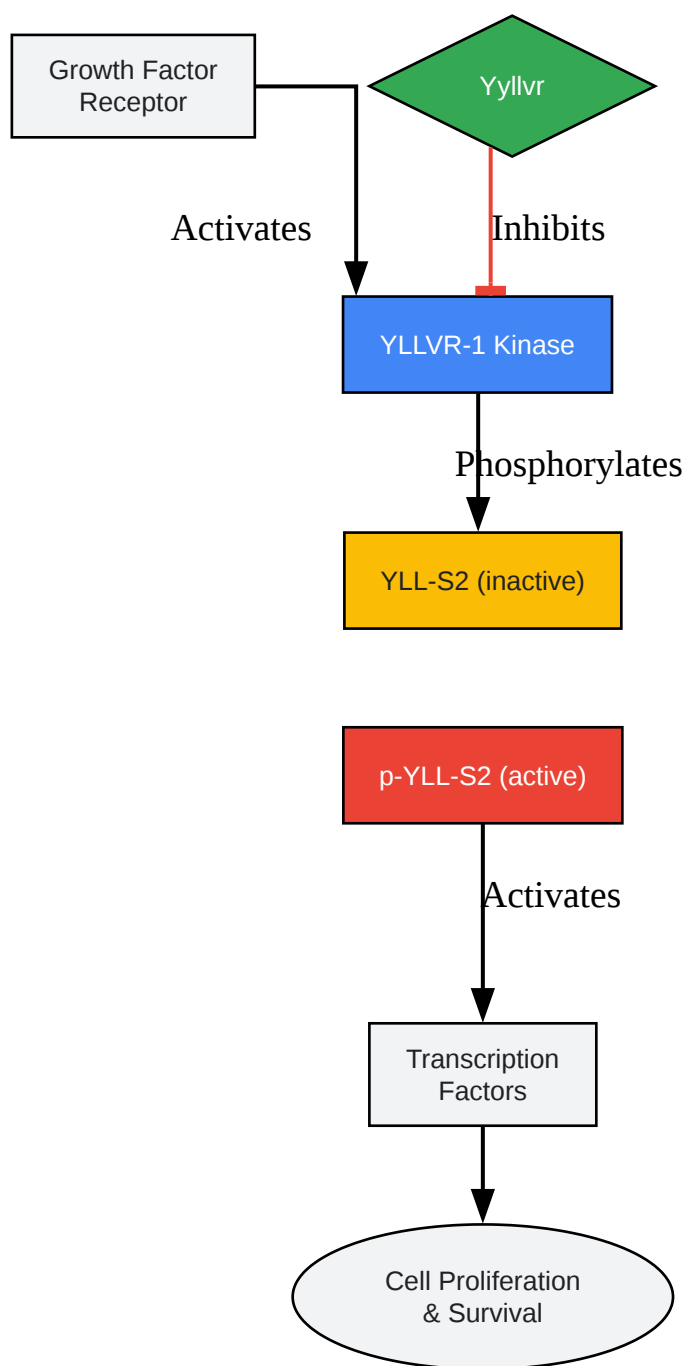 Growth Factor
Receptor
Yyllvr
Activates
Inhibits
YLLVR-1 Kinase
Phosphorylates
YLL-S2 (inactive)
p-YLL-S2 (active)
Activates
Transcription
Factors
Cell Proliferation
& Survival